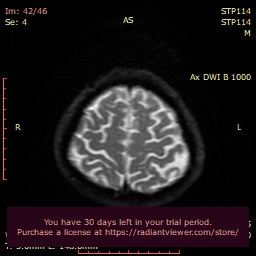 Im: 42/46
Se: 4
AS
STP114
STP114
M
Ax DWI B 1000
R
L
You have 30 days left in your trial period.
Purchase a license at https://radiantviewer.com/store/